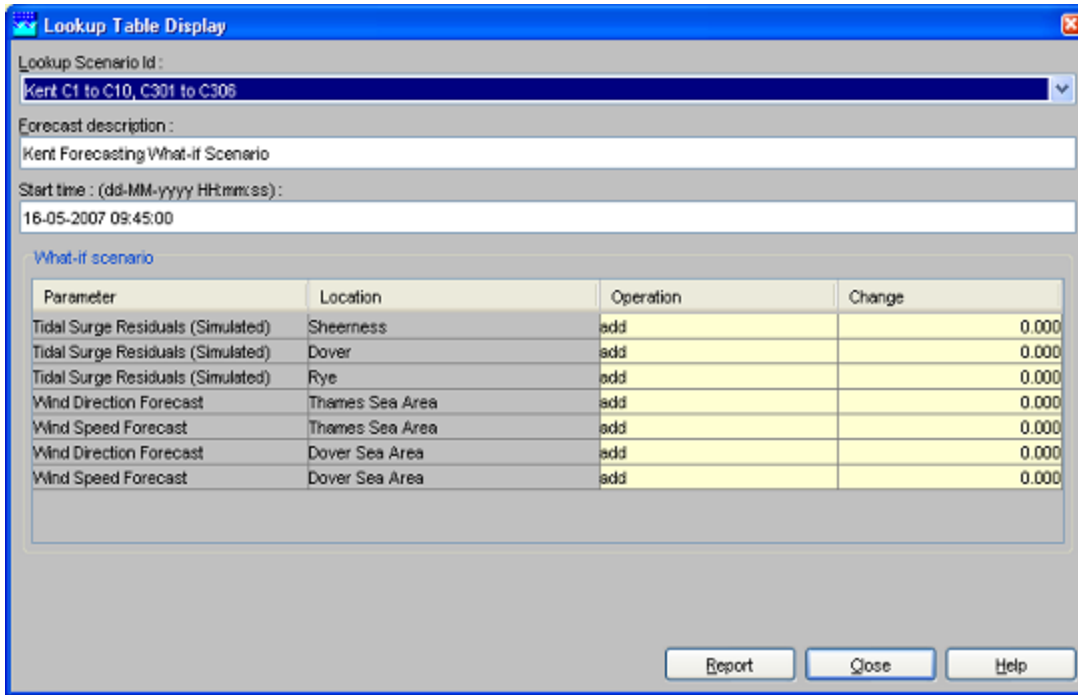 Lookup Table Display
Lookup Scenario Id :
Kent C1 to C10, C301 to C306
Forecast description :
Kent Forecasting What-if Scenario
Start time : (dd-MM-yyyy HH:mm:ss) :
16-05-2007 09:45:00
What-if scenario
Parameter Location Operation Change
Tidal Surge Residuals (Simulated) Sheerness add 0.000
Tidal Surge Residuals (Simulated) Dover add 0.000
Tidal Surge Residuals (Simulated) Rye add 0.000
Wind Direction Forecast Thames Sea Area add 0.000
Wind Speed Forecast Thames Sea Area add 0.000
Wind Direction Forecast Dover Sea Area add 0.000
Wind Speed Forecast Dover Sea Area add 0.000
Report Close Help